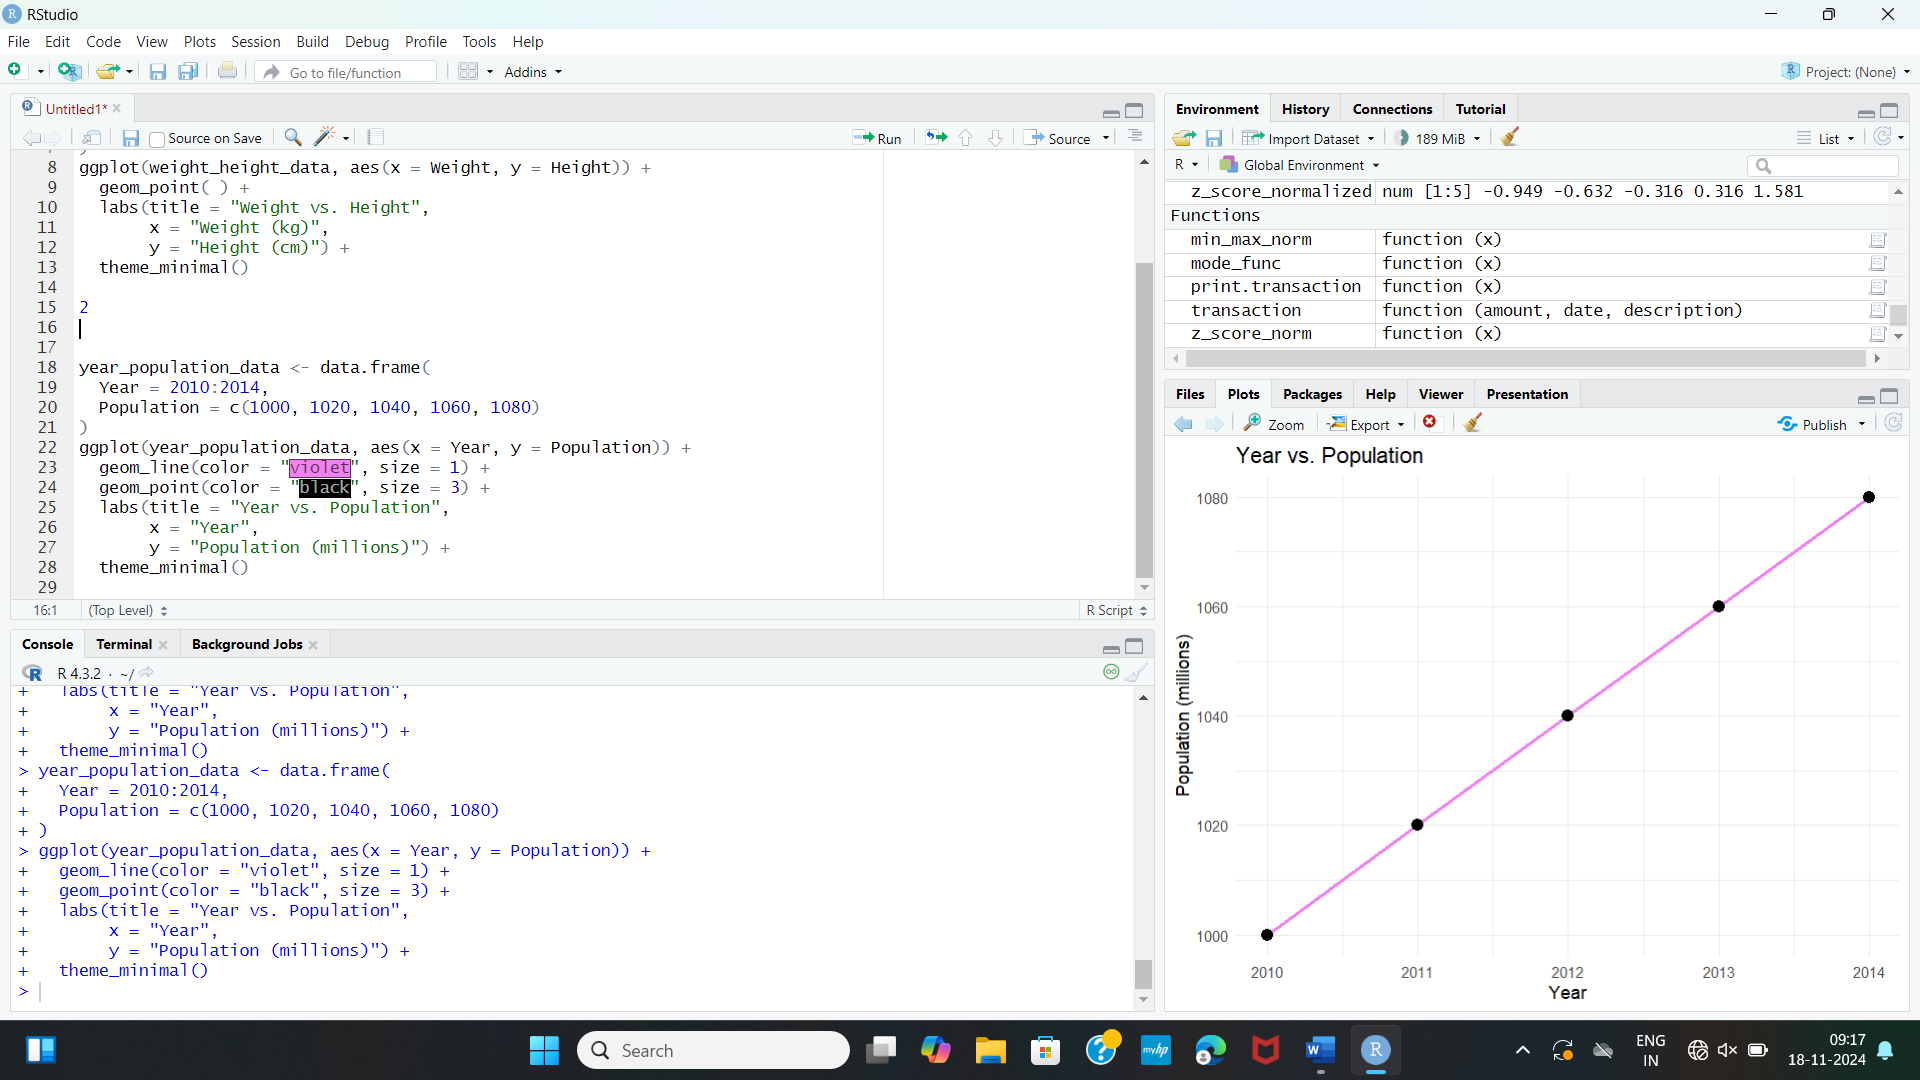 RStudio
File Edit Code View Plots Session Build Debug Profile Tools Help
Go to file/function Addins Project: (None)
Untitled1*
Source on Save Run Source
8 ggplot(weight_height_data, aes(x = Weight, y = Height)) +
9 geom_point( ) +
10 labs(title = "Weight vs. Height",
11 x = "Weight (kg)",
12 y = "Height (cm)") +
13 theme_minimal()
14
15 2
16
17
18 year_population_data <- data.frame(
19 Year = 2010:2014,
20 Population = c(1000, 1020, 1040, 1060, 1080)
21 )
22 ggplot(year_population_data, aes(x = Year, y = Population)) +
23 geom_line(color = "violet", size = 1) +
24 geom_point(color = "black", size = 3) +
25 labs(title = "Year vs. Population",
26 x = "Year",
27 y = "Population (millions)") +
28 theme_minimal()
29
16:1 (Top Level) R Script
Console Terminal Background Jobs
R 4.3.2 · ~/
+ labs(title = "Year vs. Population",
+ x = "Year",
+ y = "Population (millions)") +
+ theme_minimal()
> year_population_data <- data.frame(
+ Year = 2010:2014,
+ Population = c(1000, 1020, 1040, 1060, 1080)
+ )
> ggplot(year_population_data, aes(x = Year, y = Population)) +
+ geom_line(color = "violet", size = 1) +
+ geom_point(color = "black", size = 3) +
+ labs(title = "Year vs. Population",
+ x = "Year",
+ y = "Population (millions)") +
+ theme_minimal()
>
Environment History Connections Tutorial
Import Dataset 189 MiB List
R Global Environment
z_score_normalized num [1:5] -0.949 -0.632 -0.316 0.316 1.581
Functions
min_max_norm function (x)
mode_func function (x)
print.transaction function (x)
transaction function (amount, date, description)
z_score_norm function (x)
Files Plots Packages Help Viewer Presentation
Zoom Export Publish
Year vs. Population
1080
1060
1040
1020
1000
Population (millions)
2010 2011 2012 2013 2014
Year
Search
myhp
W
R
ENG
IN
09:17
18-11-2024